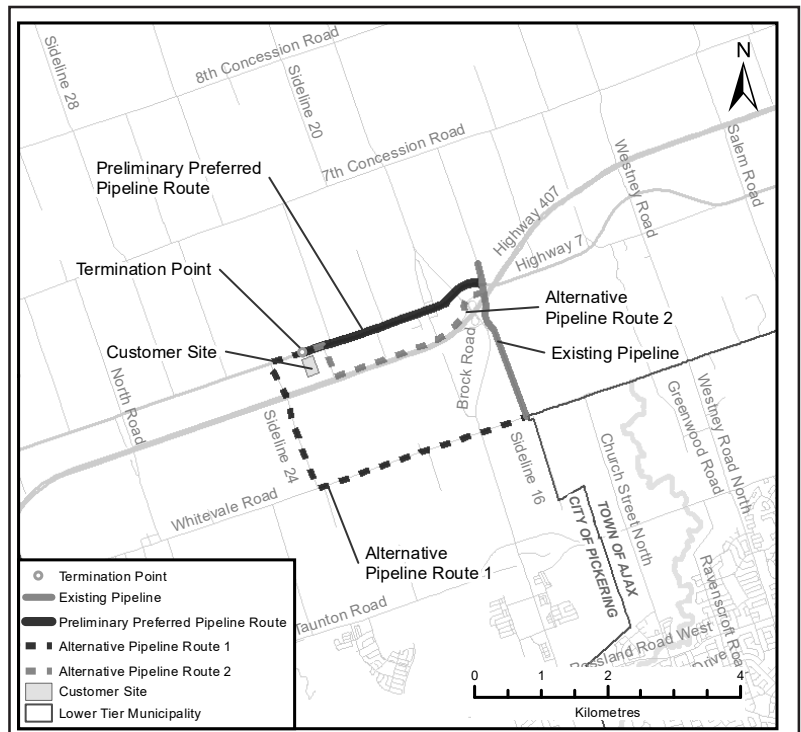 8th Concession Road
Sideline 28
Sideline 20
N
7th Concession Road
Westney Road
Salem Road
Preliminary Preferred
Pipeline Route
Highway 407
Highway 7
Termination Point
Alternative
Pipeline Route 2
Customer Site
Existing Pipeline
Brock Road
North Road
Sideline 24
Sideline 16
Greenwood Road
Westney Road North
Church Street North
Whitevale Road
TOWN OF AJAX
CITY OF PICKERING
Alternative
Pipeline Route 1
Ravenscroft Road
Taunton Road
Rossland Road West
Drive
Termination Point
Existing Pipeline
Preliminary Preferred Pipeline Route
Alternative Pipeline Route 1
Alternative Pipeline Route 2
Customer Site
Lower Tier Municipality
0 1 2 3 4
Kilometres